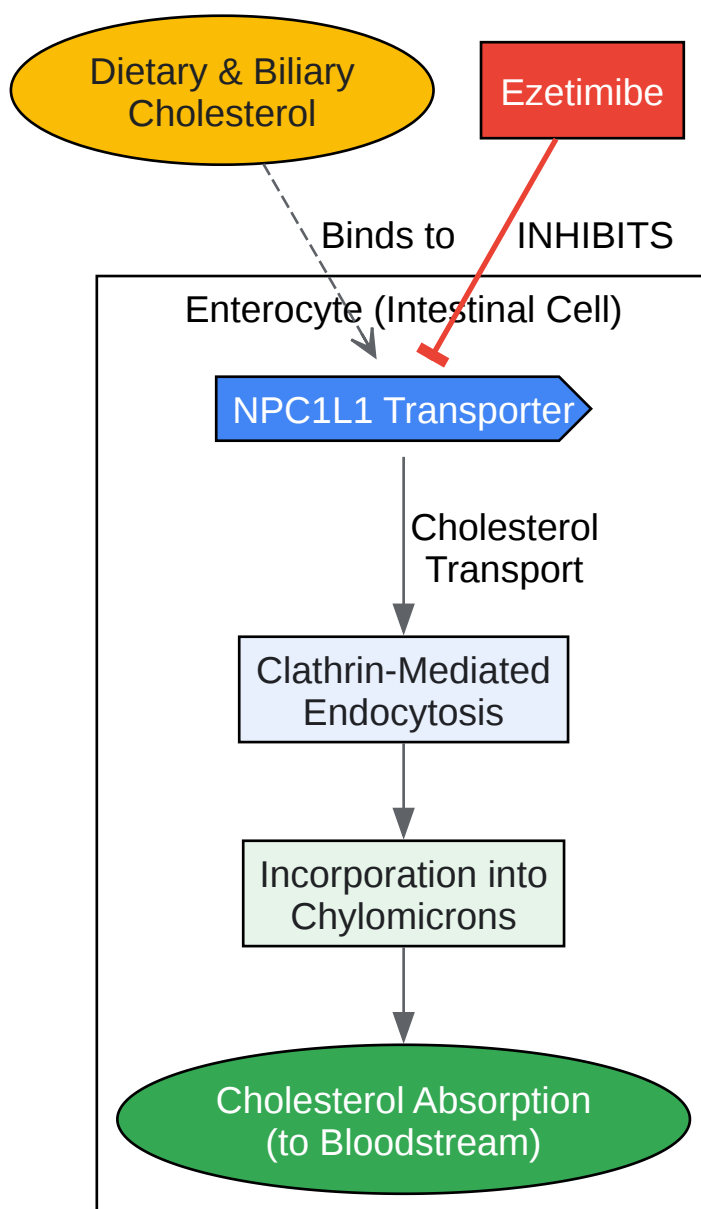 Dietary & Biliary
Cholesterol
Ezetimibe
Binds to
INHIBITS
Enterocyte (Intestinal Cell)
NPC1L1 Transporter
Cholesterol
Transport
Clathrin-Mediated
Endocytosis
Incorporation into
Chylomicrons
Cholesterol Absorption
(to Bloodstream)